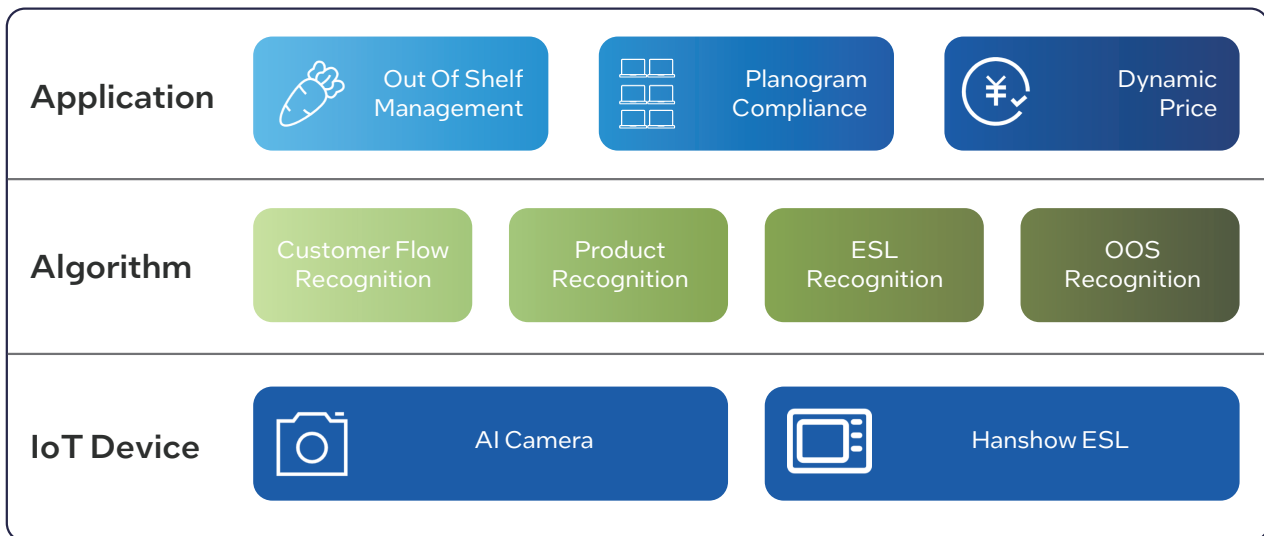 Application
Out Of Shelf
Management
Planogram
Compliance
¥
Dynamic
Price
Algorithm
Customer Flow
Recognition
Product
Recognition
ESL
Recognition
OOS
Recognition
IoT Device
AI Camera
Hanshow ESL